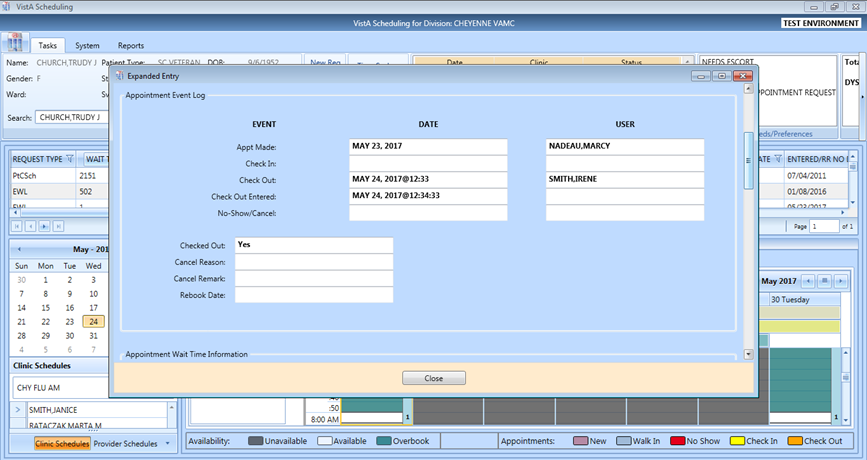 VistA Scheduling
VistA Scheduling for Division: CHEYENNE VAMC
TEST ENVIRONMENT
Tasks System Reports
Name: CHURCH,TRUDY J Patient Type: SC VETERAN DOB: 9/6/1952 New Req
Date Clinic Status
NEEDS ESCORT
Gender: F
Ward:
PPOINTMENT REQUEST
DYS
Search: CHURCH,TRUDY J
eds/Preferences
Expanded Entry
Appointment Event Log
EVENT DATE USER
Appt Made: MAY 23, 2017 NADEAU,MARCY
Check In:
Check Out: MAY 24, 2017@12:33 SMITH,IRENE
Check Out Entered: MAY 24, 2017@12:34:33
No-Show/Cancel:
Checked Out: Yes
Cancel Reason:
Cancel Remark:
Rebook Date:
Appointment Wait Time Information
Close
REQUEST TYPE WAIT T
ATE ENTERED/RR NO D
PtCSch 2151 07/04/2011
EWL 502 01/08/2016
EWL 1 05/23/2017
Page 1 of 1
May - 201
Sun Mon Tue Wed
30 1 2 3
7 8 9 10
14 15 16 17
21 22 23 24
28 29 30 31
4 5 6 7
May 2017
30 Tuesday
Clinic Schedules
CHY FLU AM
SMITH,JANICE
RATACZAK MARTA M
Clinic Schedules Provider Schedules
:50
8:00 AM 1 1
Availability: Unavailable Available Overbook
Appointments: New Walk In No Show Check In Check Out